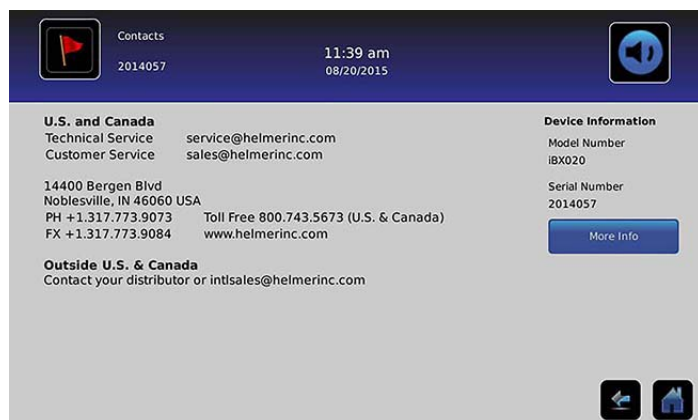 Contacts
2014057
11:39 am
08/20/2015
U.S. and Canada
Technical Service service@helmerinc.com
Customer Service sales@helmerinc.com
14400 Bergen Blvd
Noblesville, IN 46060 USA
PH +1.317.773.9073 Toll Free 800.743.5673 (U.S. & Canada)
FX +1.317.773.9084 www.helmerinc.com
Outside U.S. & Canada
Contact your distributor or intlsales@helmerinc.com
Device Information
Model Number
iBX020
Serial Number
2014057
More Info